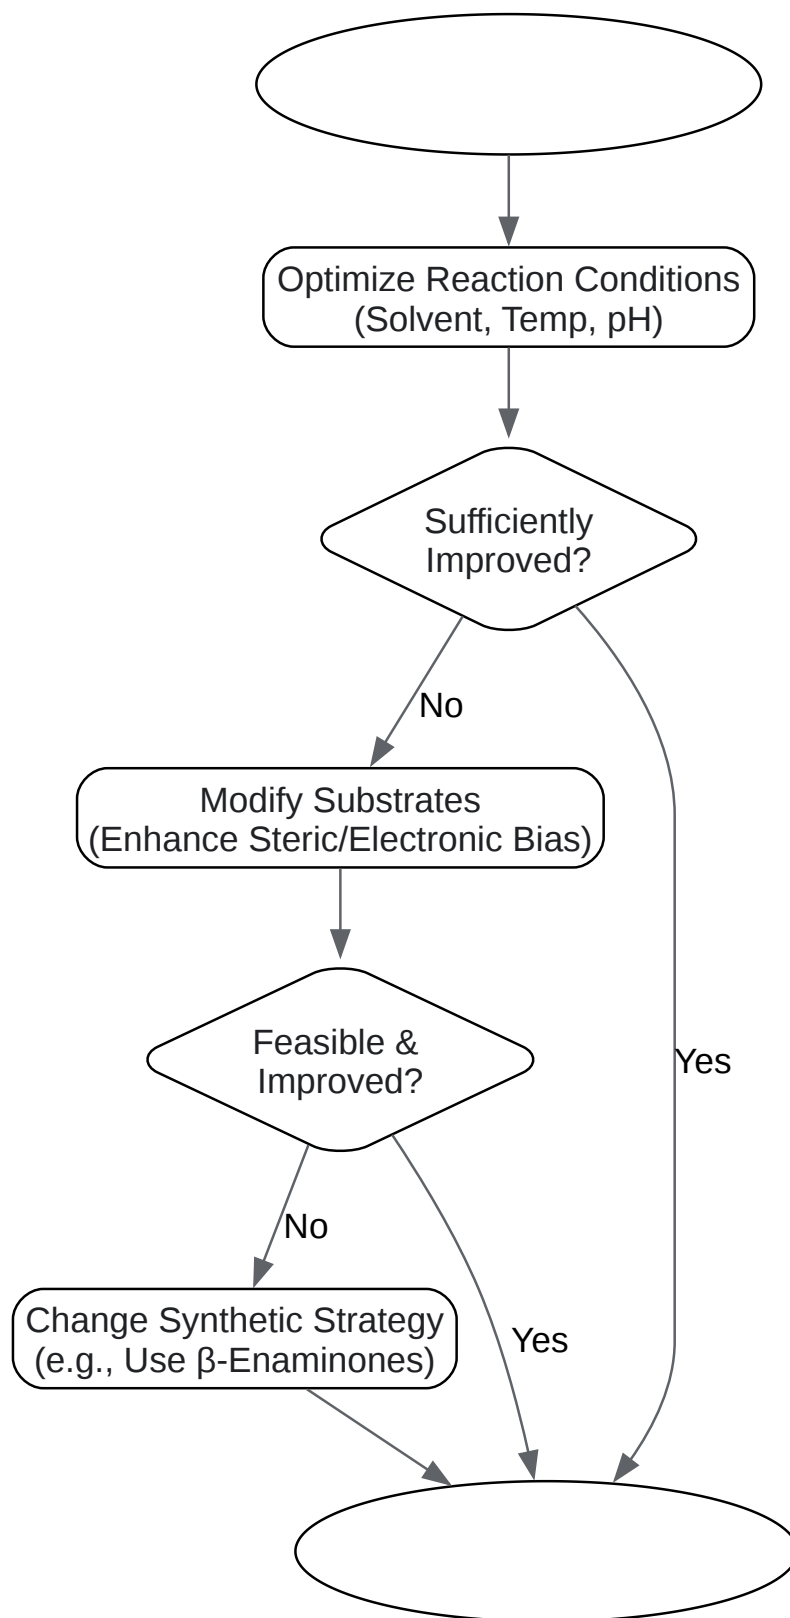 Optimize Reaction Conditions
(Solvent, Temp, pH)
Sufficiently
Improved?
No
Modify Substrates
(Enhance Steric/Electronic Bias)
Feasible &
Improved?
Yes
No
Change Synthetic Strategy
(e.g., Use β-Enaminones)
Yes